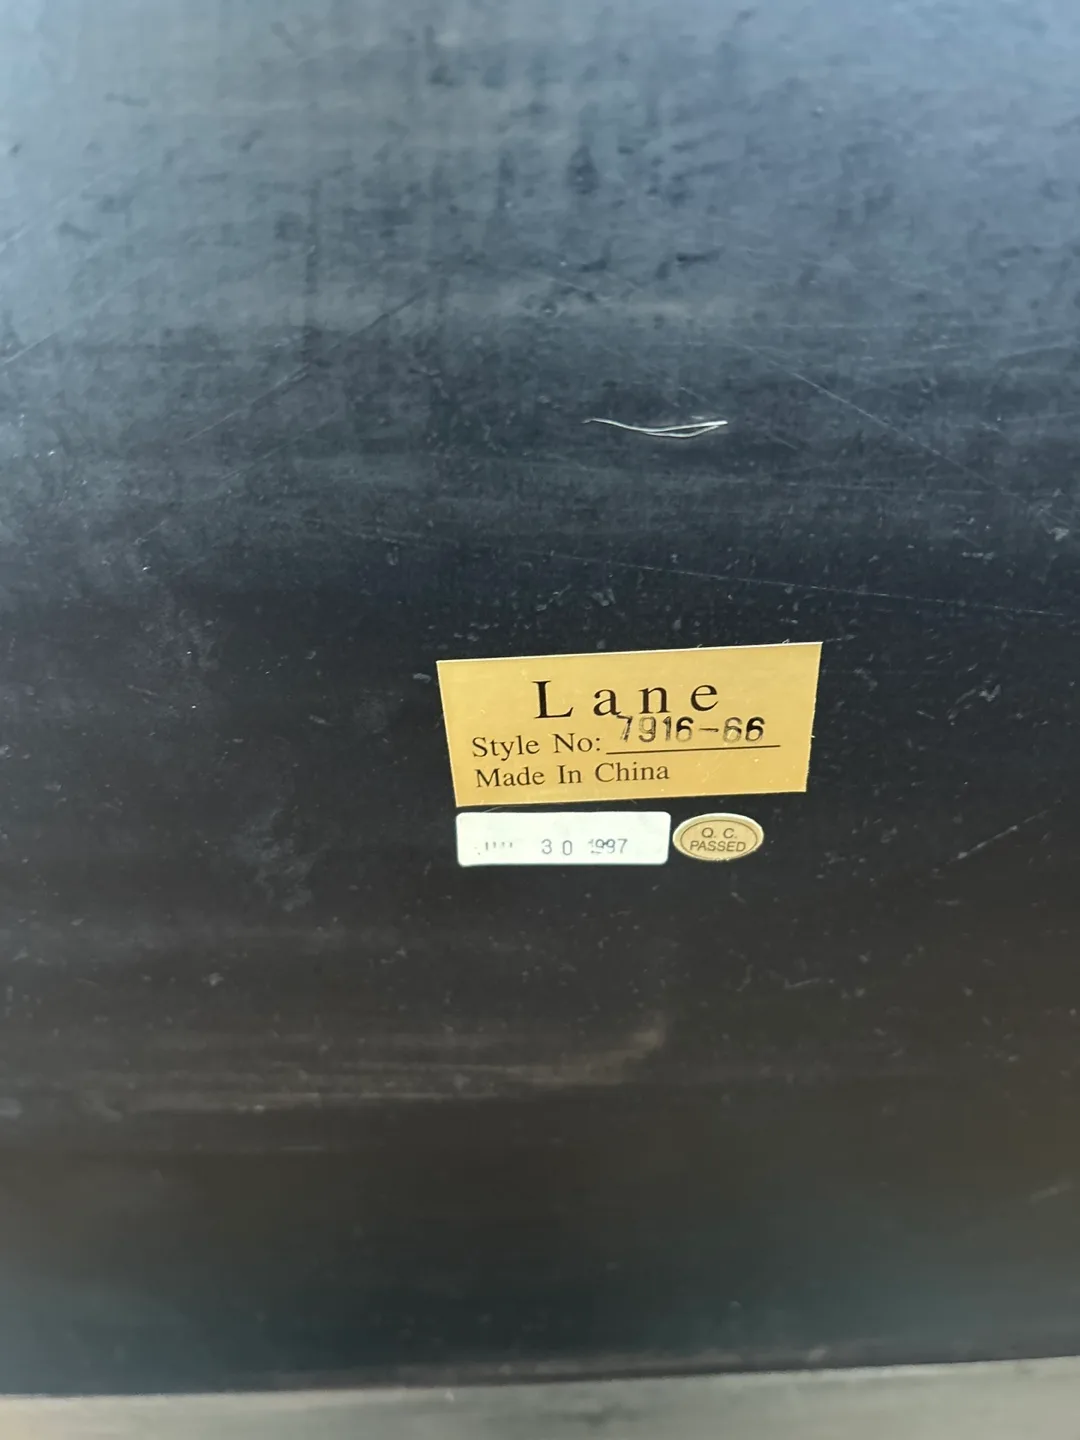 Lane
Style No: 7916-66
Made In China
30 1997
Q. C.
PASSED